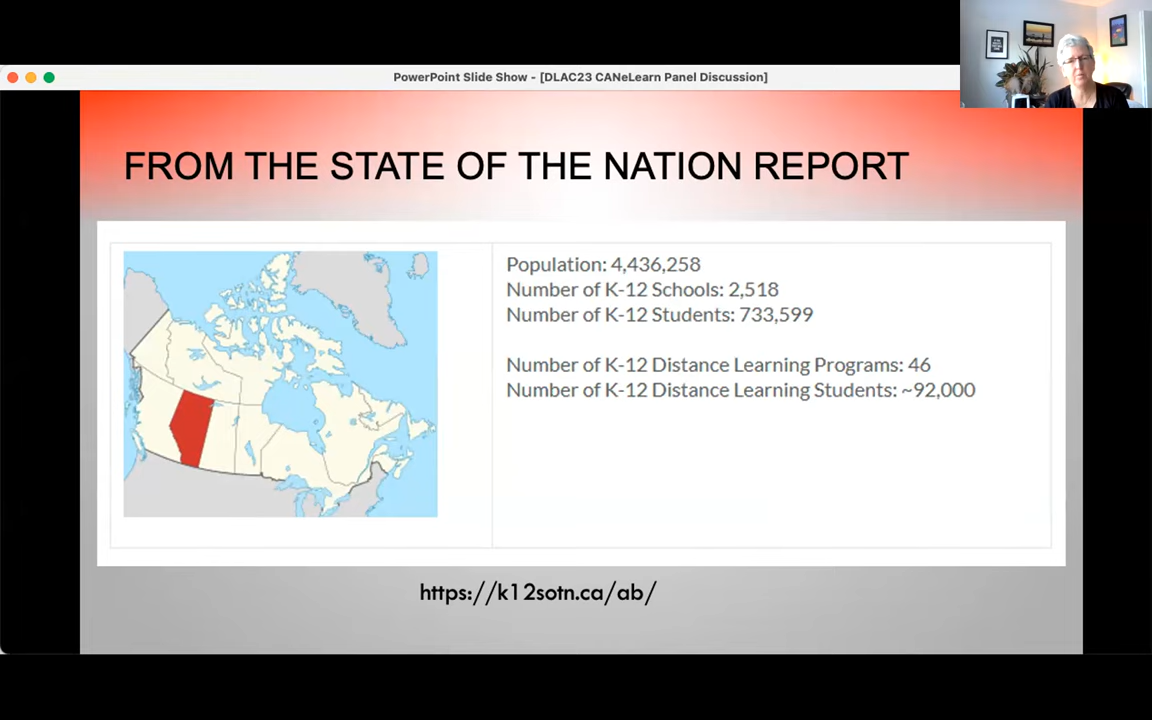 PowerPoint Slide Show - [DLAC23 CANeLearn Panel Discussion]
FROM THE STATE OF THE NATION REPORT
Population: 4,436,258
Number of K-12 Schools: 2,518
Number of K-12 Students: 733,599
Number of K-12 Distance Learning Programs: 46
Number of K-12 Distance Learning Students: ~92,000
https://k12sotn.ca/ab/